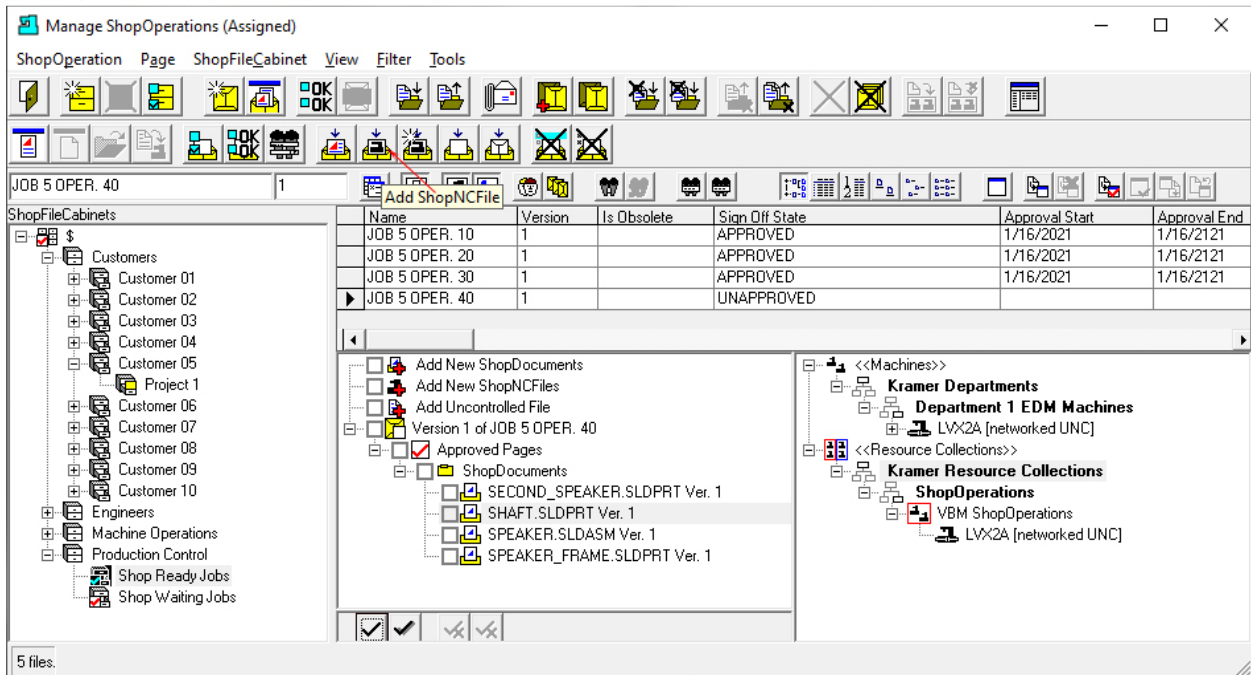 Manage ShopOperations (Assigned)
ShopOperation Page ShopFileCabinet View Filter Tools
OK
OK
OK
OK
JOB 5 OPER. 40 1
Add ShopNCFile
ShopFileCabinets
$
Customers
Customer 01
Customer 02
Customer 03
Customer 04
Customer 05
Project 1
Customer 06
Customer 07
Customer 08
Customer 09
Customer 10
Engineers
Machine Operations
Production Control
Shop Ready Jobs
Shop Waiting Jobs
Name Version Is Obsolete Sign Off State Approval Start Approval End
JOB 5 OPER. 10 1 APPROVED 1/16/2021 1/16/2121
JOB 5 OPER. 20 1 APPROVED 1/16/2021 1/16/2121
JOB 5 OPER. 30 1 APPROVED 1/16/2021 1/16/2121
JOB 5 OPER. 40 1 UNAPPROVED
Add New ShopDocuments
Add New ShopNCFiles
Add Uncontrolled File
Version 1 of JOB 5 OPER. 40
Approved Pages
ShopDocuments
SECOND_SPEAKER.SLDPRT Ver. 1
SHAFT.SLDPRT Ver. 1
SPEAKER.SLDASM Ver. 1
SPEAKER_FRAME.SLDPRT Ver. 1
<<Machines>>
Kramer Departments
Department 1 EDM Machines
LVX2A [networked UNC]
<<Resource Collections>>
Kramer Resource Collections
ShopOperations
VBM ShopOperations
LVX2A [networked UNC]
5 files.